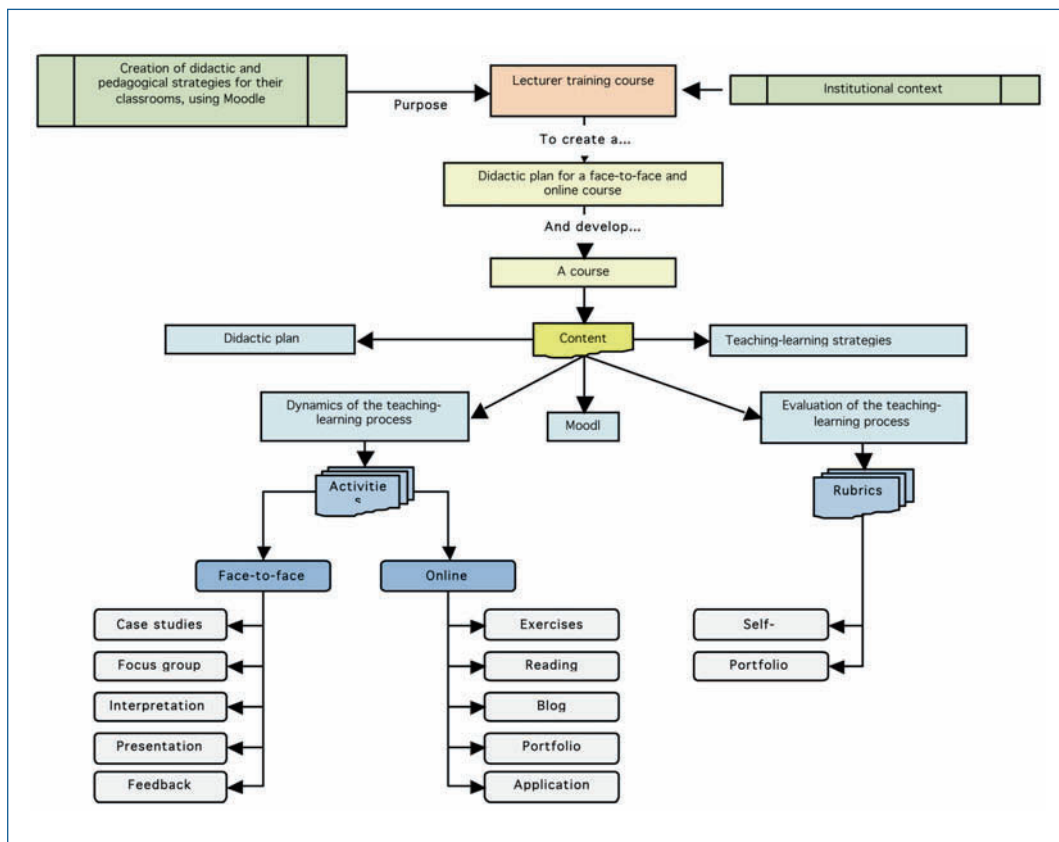 Creation of didactic and
pedagogical strategies for their
classrooms, using Moodle
Purpose
Lecturer training course
Institutional context
To create a...
Didactic plan for a face-to-face and
online course
And develop...
A course
Didactic plan
Content
Teaching-learning strategies
Dynamics of the teaching-
learning process
Moodl
Evaluation of the teaching-
learning process
Activitie
s
Rubrics
Face-to-face
Online
Case studies
Exercises
Self-
Focus group
Reading
Portfolio
Interpretation
Blog
Presentation
Portfolio
Feedback
Application